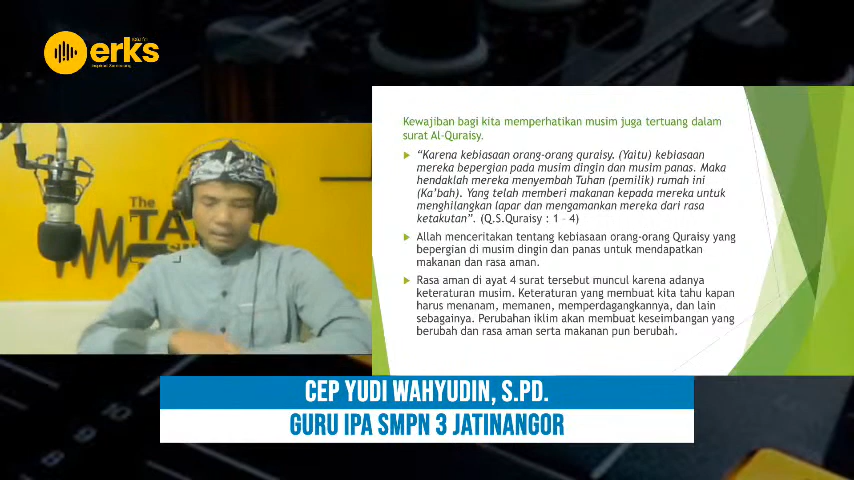 erks
The
TA
Kewajiban bagi kita memperhatikan musim juga tertuang dalam
surat Al-Quraisy.
"Karena kebiasaan orang-orang quraisy. (Yaitu) kebiasaan
mereka bepergian pada musim dingin dan musim panas. Maka
hendaklah mereka menyembah Tuhan (pemilik) rumah ini
(Ka'bah). Yang telah memberi makanan kepada mereka untuk
menghilangkan lapar dan mengamankan mereka dari rasa
ketakutan". (Q.S.Quraisy : 1 – 4)
Allah menceritakan tentang kebiasaan orang-orang Quraisy yang
bepergian di musim dingin dan panas untuk mendapatkan
makanan dan rasa aman.
Rasa aman di ayat 4 surat tersebut muncul karena adanya
keteraturan musim. Keteraturan yang membuat kita tahu kapan
harus menanam, memanen, memperdagangkannya, dan lain
sebagainya. Perubahan iklim akan membuat keseimbangan yang
berubah dan rasa aman serta makanan pun berubah.
CEP YUDI WAHYUDIN, S.PD.
GURU IPA SMPN 3 JATINANGOR
10